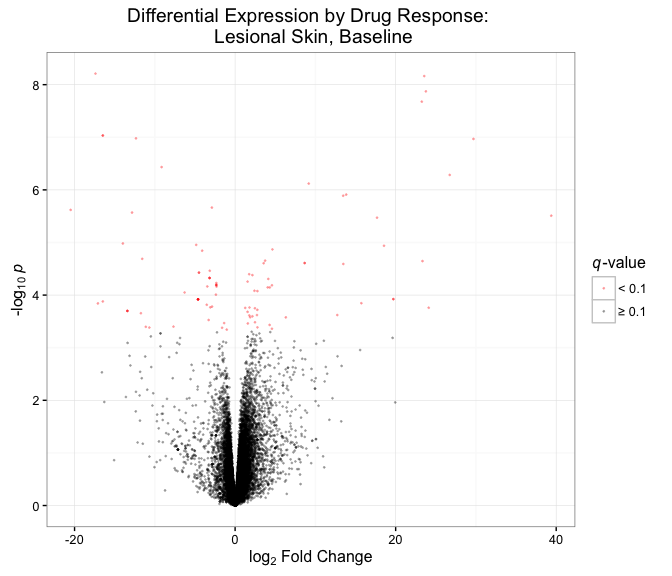 Differential Expression by Drug Response:
Lesional Skin, Baseline
8
6
4
2
0
-log10 p
-20
0
20
40
log2 Fold Change
q-value
< 0.1
≥ 0.1